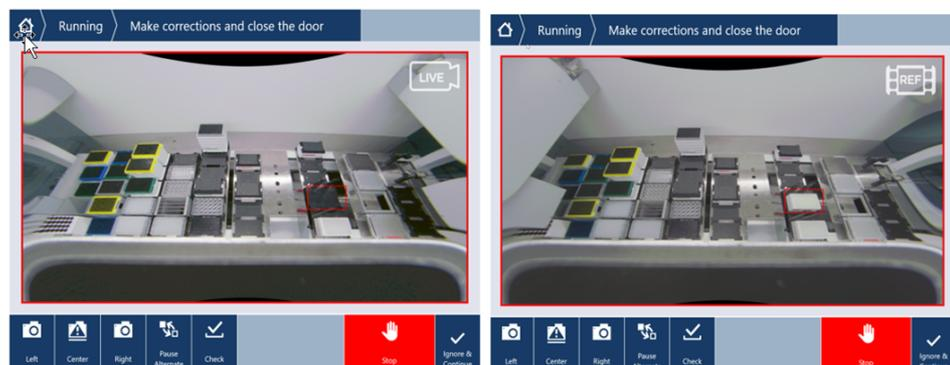 Running
Make corrections and close the door
LIVE
Left
Center
Right
Pause
Alternate
Check
Stop
Ignore &
Continue
Running
Make corrections and close the door
REF
Left
Center
Right
Pause
Alternate
Check
Stop
Ignore &